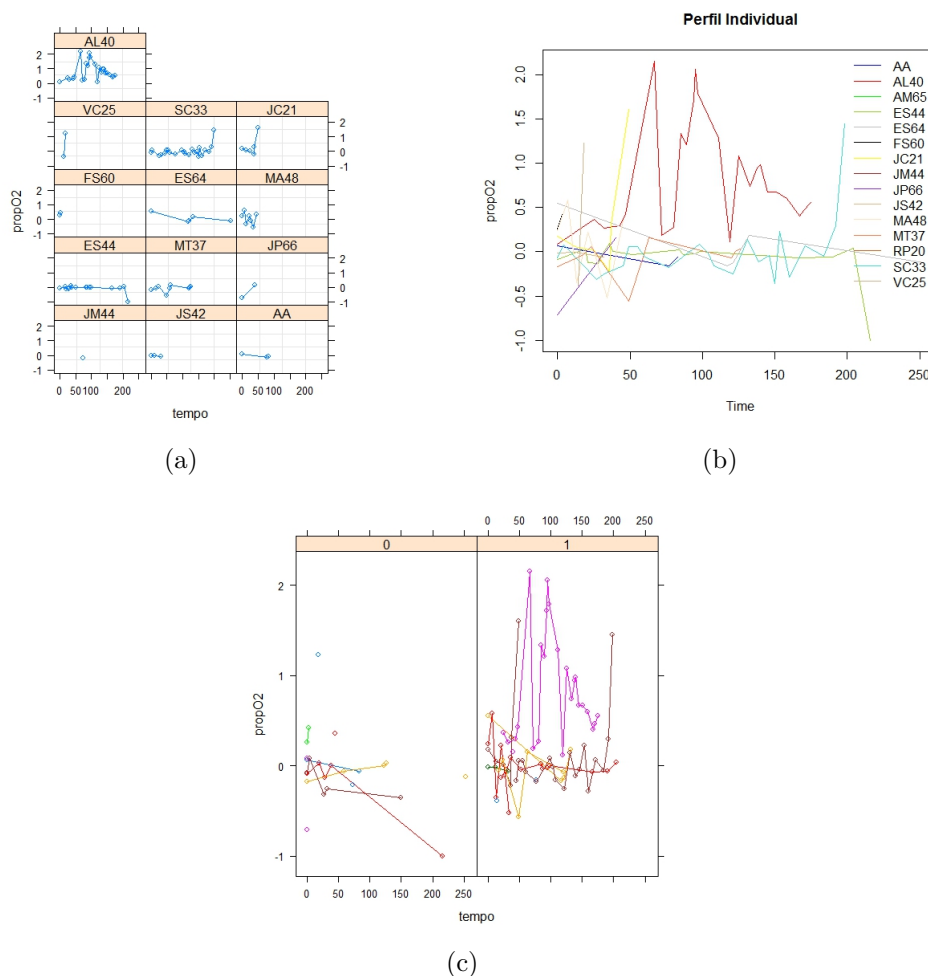 AL40
2
1
0
-1
VC25 SC33 JC21
2
1
0
-1
FS60 ES64 MA48
2
1
0
-1
ES44 MT37 JP66
2
1
0
-1
JM44 JS42 AA
2
1
0
-1
0 50 100 200
tempo
propO2
(a)
Perfil Individual
propO2
2.0
1.5
1.0
0.5
0.0
-0.5
-1.0
0 50 100 150 200 250
Time
AA
AL40
AM65
ES44
ES64
FS60
JC21
JM44
JP66
JS42
MA48
MT37
RP20
SC33
VC25
(b)
0 50 100 150 200 250
0 1
propO2
2
1
0
-1
0 50 100 150 200 250
tempo
(c)